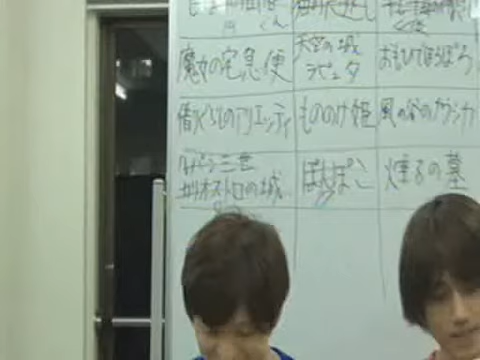 魔女の宅急便
天空の城
ラピュタ
おもひでぽろぽろ
借りぐらしのアリエッティ
もののけ姫
風の谷のナウシカ
ルパン三世
カリオストロの城
ぽんぽこ
火垂るの墓